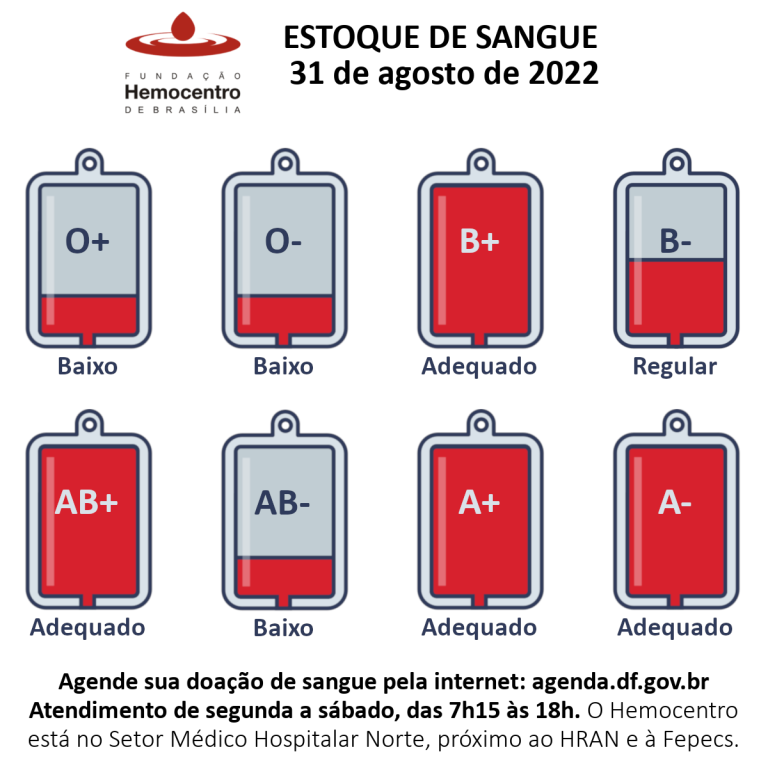 FUNDAÇÃO
Hemocentro
DE BRASÍLIA
ESTOQUE DE SANGUE
31 de agosto de 2022
O+
O-
B+
B-
Baixo
Baixo
Adequado
Regular
AB+
AB-
A+
A-
Adequado
Baixo
Adequado
Adequado
Agende sua doação de sangue pela internet: agenda.df.gov.br
Atendimento de segunda a sábado, das 7h15 às 18h. O Hemocentro
está no Setor Médico Hospitalar Norte, próximo ao HRAN e à Fepecs.